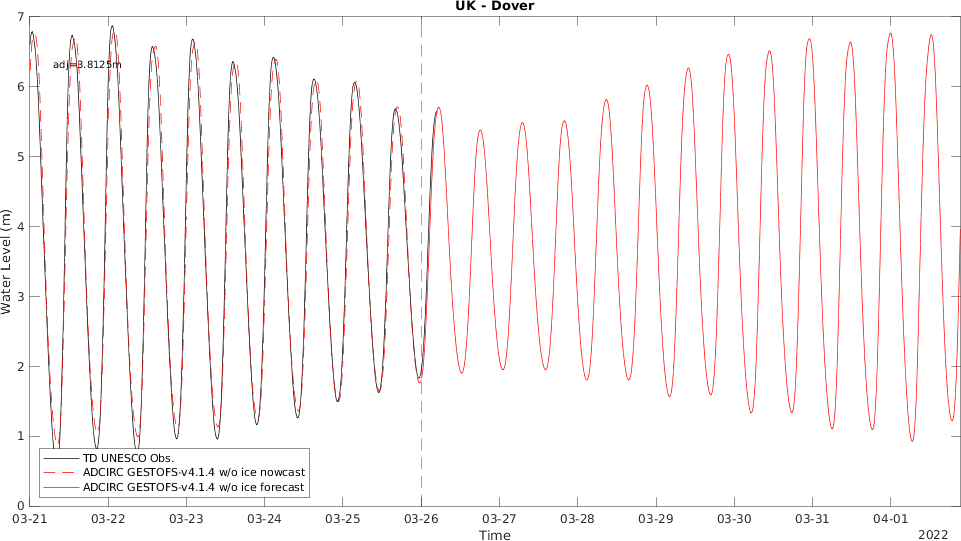 UK - Dover
adj=3.8125m
Water Level (m)
7
6
5
4
3
2
1
0
TD UNESCO Obs.
ADCIRC GESTOFS-v4.1.4 w/o ice nowcast
ADCIRC GESTOFS-v4.1.4 w/o ice forecast
03-21 03-22 03-23 03-24 03-25 03-26 03-27 03-28 03-29 03-30 03-31 04-01
Time
2022